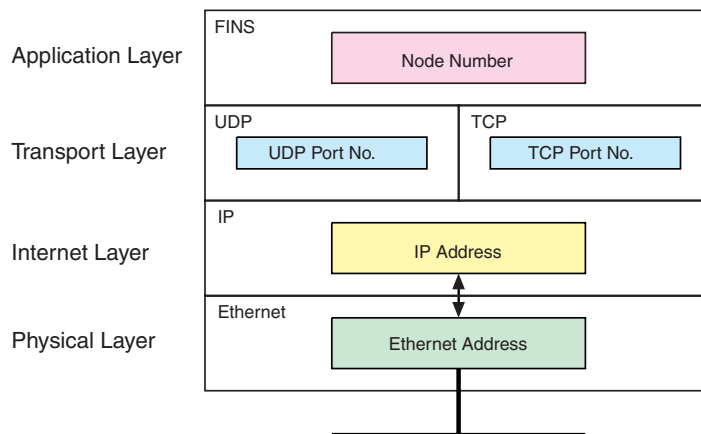 FINS
Application Layer
Node Number
UDP
TCP
Transport Layer
UDP Port No.
TCP Port No.
IP
Internet Layer
IP Address
Ethernet
Physical Layer
Ethernet Address